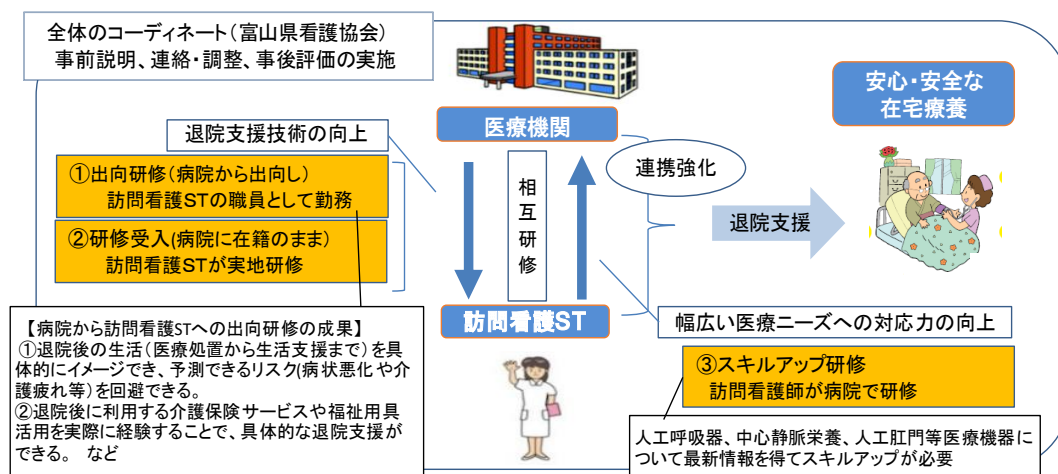 全体のコーディネート(富山県看護協会)
事前説明、連絡・調整、事後評価の実施
安心・安全な
在宅療養
医療機関
退院支援技術の向上
①出向研修(病院から出向し)
訪問看護STの職員として勤務
②研修受入(病院に在籍のまま)
訪問看護STが実地研修
相互研修
連携強化
退院支援
訪問看護ST
幅広い医療ニーズへの対応力の向上
③スキルアップ研修
訪問看護師が病院で研修
人工呼吸器、中心静脈栄養、人工肛門等医療機器に
ついて最新情報を得てスキルアップが必要
【病院から訪問看護STへの出向研修の成果】
①退院後の生活(医療処置から生活支援まで)を具
体的にイメージでき、予測できるリスク(病状悪化や介
護疲れ等)を回避できる。
②退院後に利用する介護保険サービスや福祉用具
活用を実際に経験することで、具体的な退院支援が
できる。 など